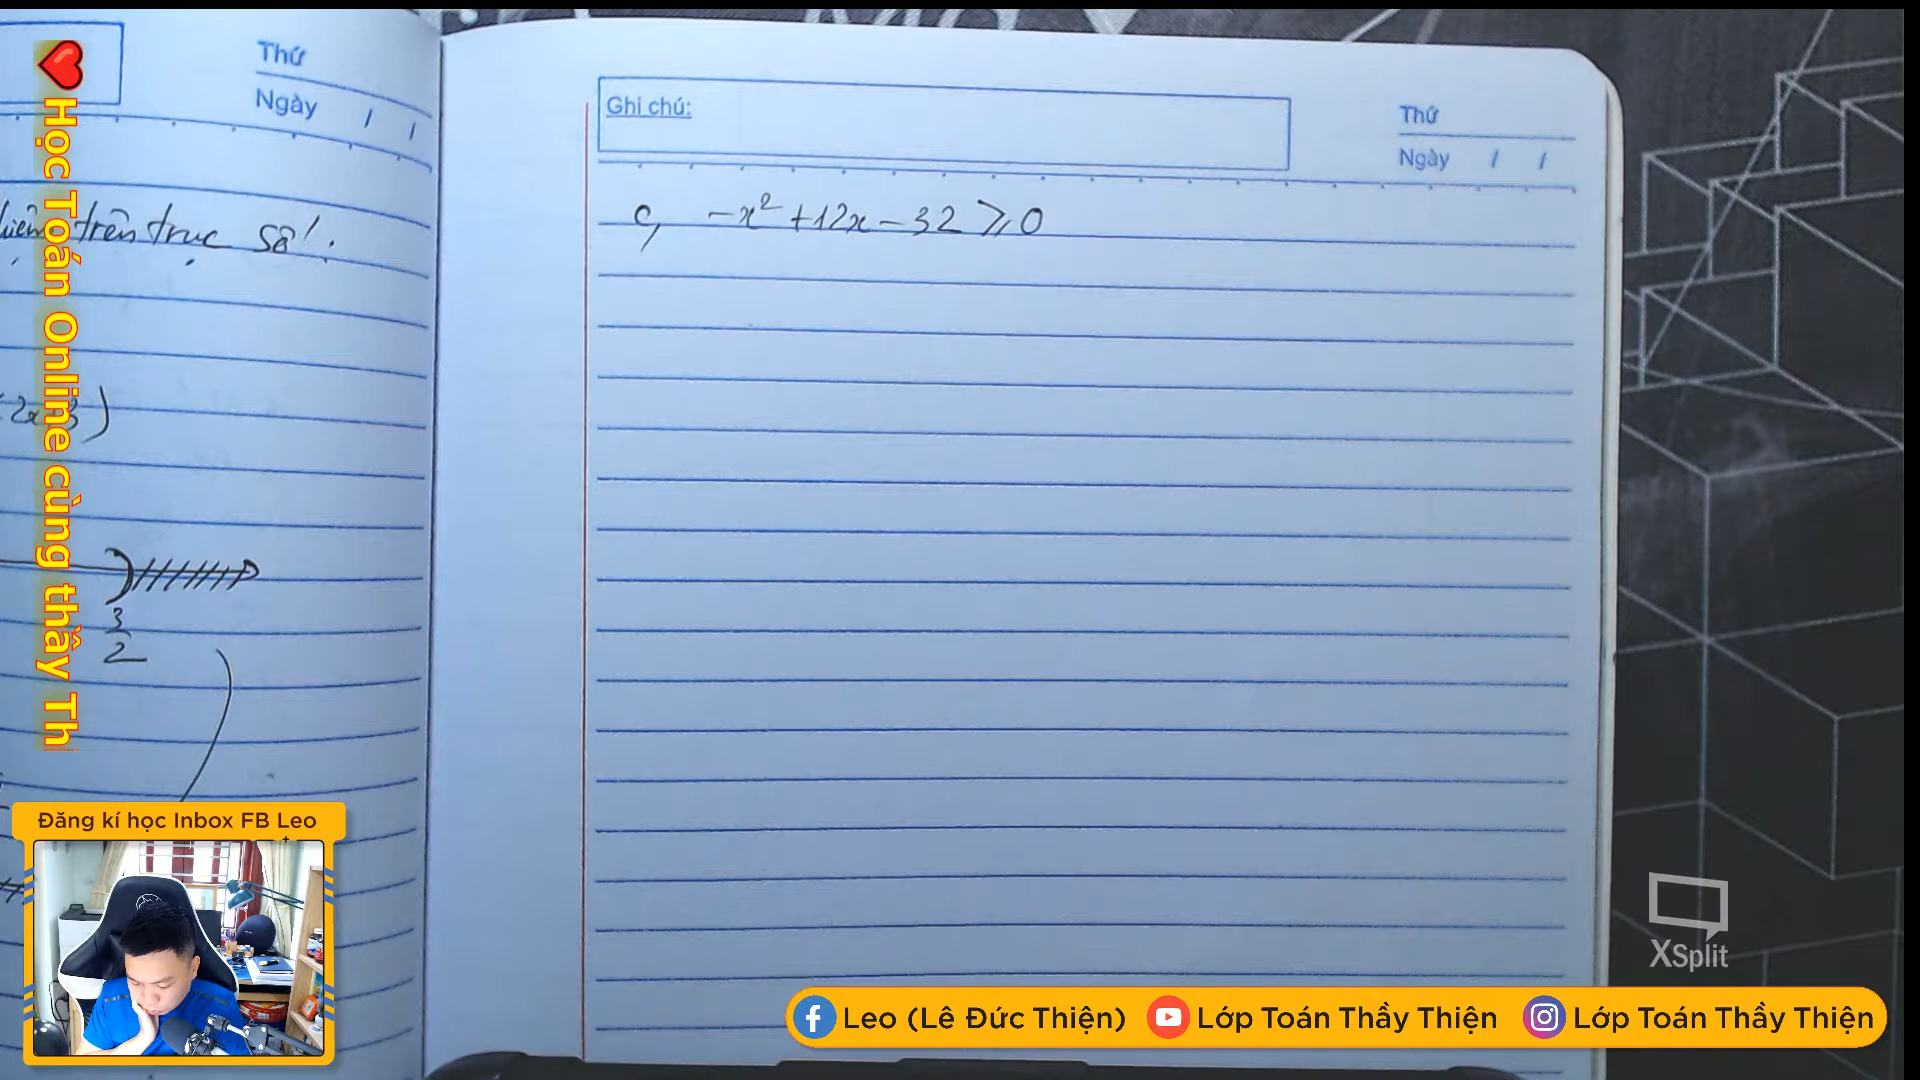 ❤️ Học Toán Online cùng thầy Th
Thứ
Ngày / /
trên trục số!
Ghi chú:
Thứ
Ngày / /
c, -x² +12x - 32 ⩾ 0
3
2
Đăng kí học Inbox FB Leo
XSplit
Leo (Lê Đức Thiện) Lớp Toán Thầy Thiện Lớp Toán Thầy Thiện